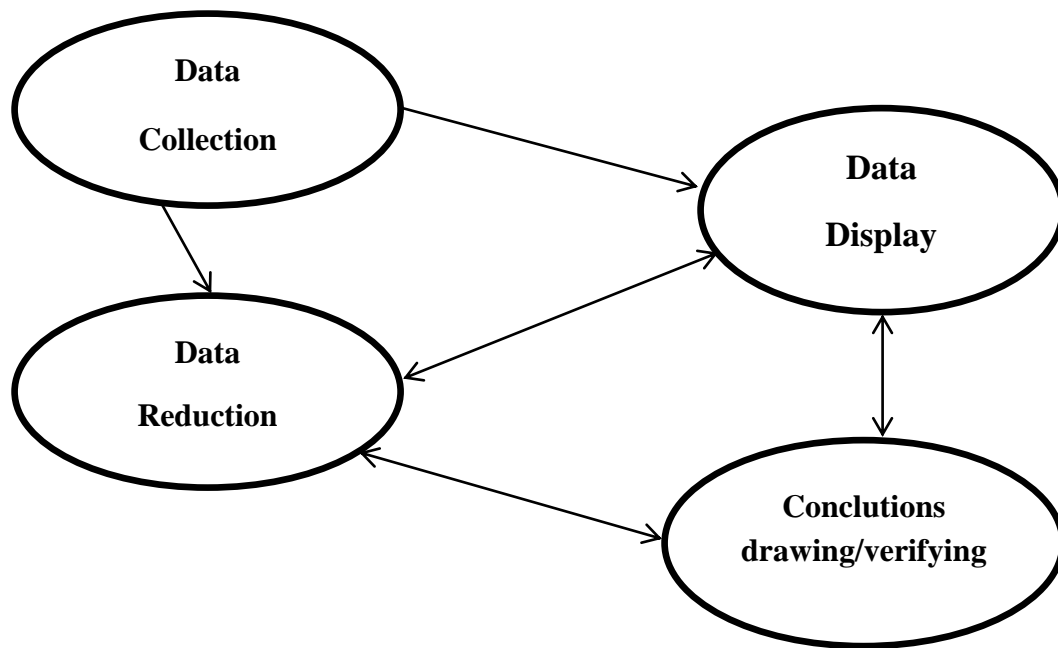 Data
Collection
Data
Display
Data
Reduction
Conclutions
drawing/verifying